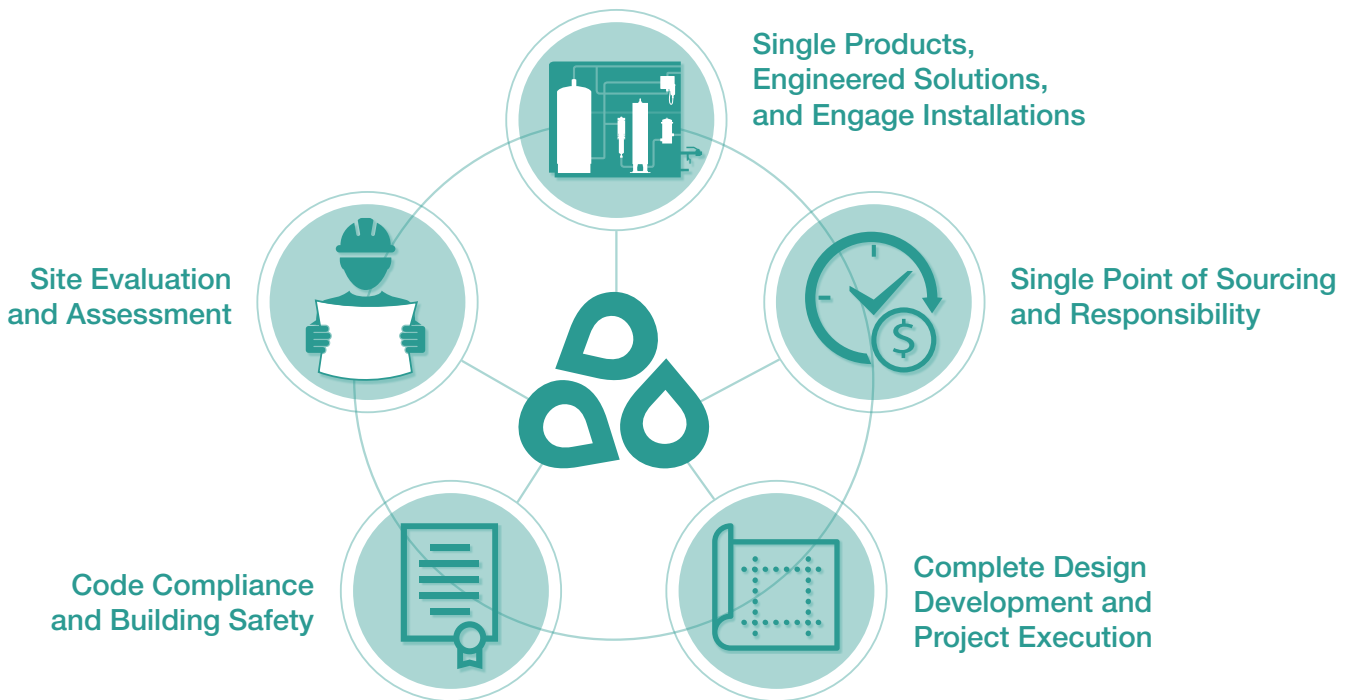 Single Products,
Engineered Solutions,
and Engage Installations
Single Point of Sourcing
and Responsibility
$
Complete Design
Development and
Project Execution
Code Compliance
and Building Safety
Site Evaluation
and Assessment